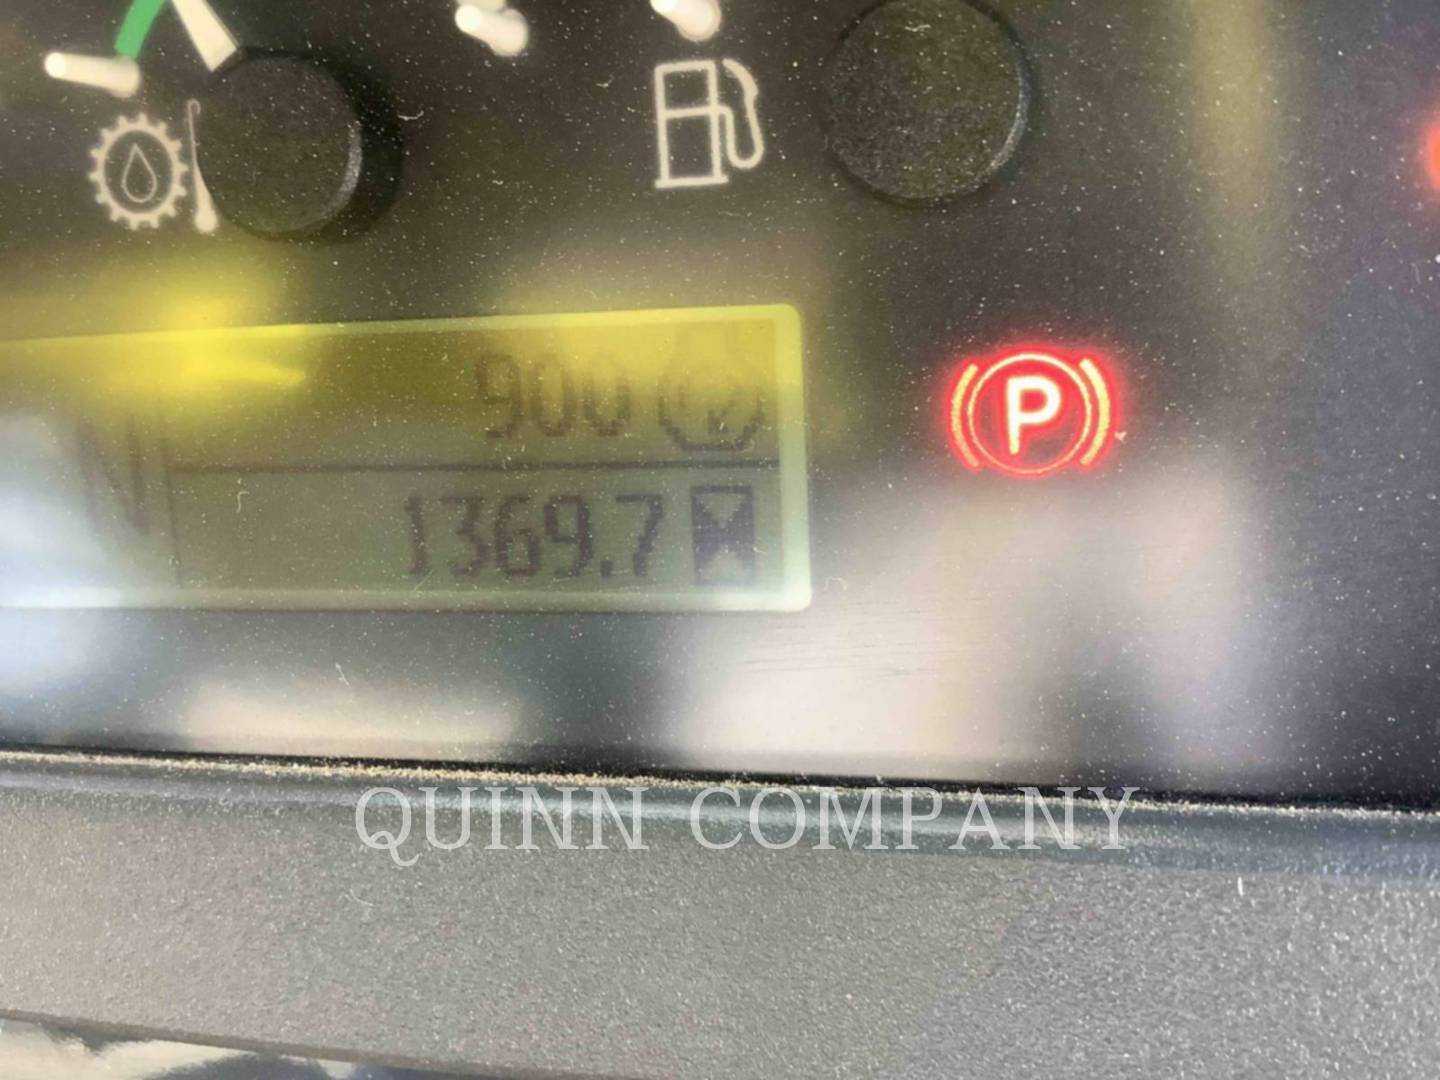 900
N
1369.7
P
QUINN COMPANY